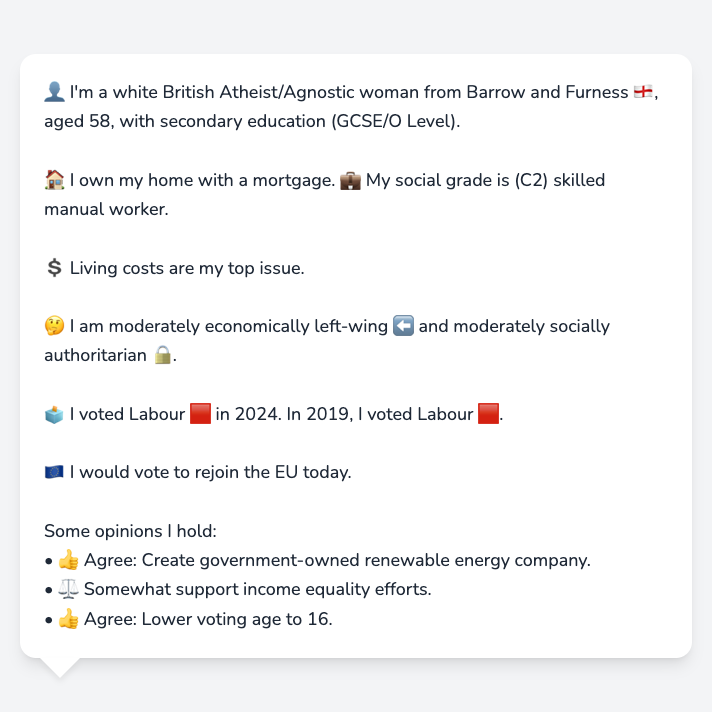 👤 I'm a white British Atheist/Agnostic woman from Barrow and Furness 🏴󠁧󠁢󠁥󠁮󠁧󠁿,
aged 58, with secondary education (GCSE/O Level).
🏠 I own my home with a mortgage. 💼 My social grade is (C2) skilled
manual worker.
💲 Living costs are my top issue.
🤔 I am moderately economically left-wing ⬅️ and moderately socially
authoritarian 🔒.
🗳️ I voted Labour 🟥 in 2024. In 2019, I voted Labour 🟥.
🇪🇺 I would vote to rejoin the EU today.
Some opinions I hold:
• 👍 Agree: Create government-owned renewable energy company.
• ⚖️ Somewhat support income equality efforts.
• 👍 Agree: Lower voting age to 16.